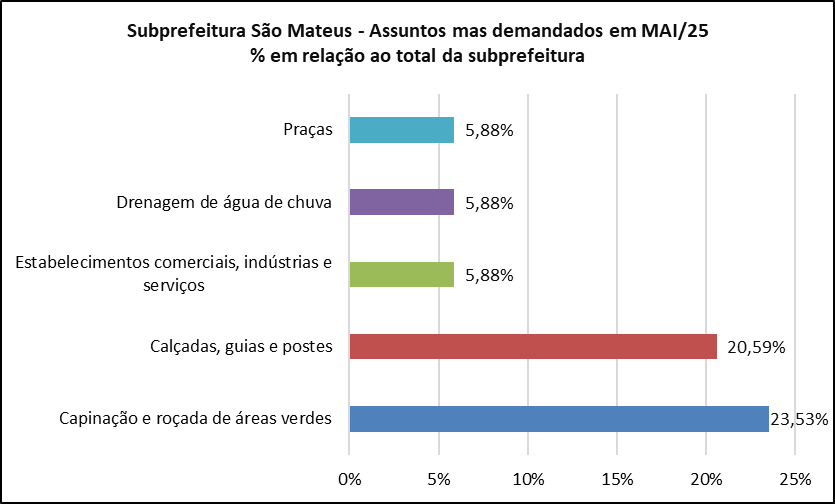 Subprefeitura São Mateus - Assuntos mas demandados em MAI/25
% em relação ao total da subprefeitura
Praças
5,88%
Drenagem de água de chuva
5,88%
Estabelecimentos comerciais, indústrias e
serviços
5,88%
Calçadas, guias e postes
20,59%
Capinação e roçada de áreas verdes
23,53%
0%
5%
10%
15%
20%
25%